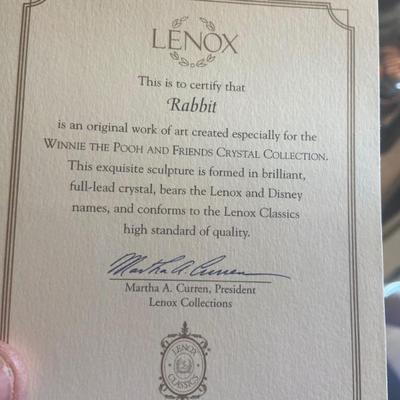 LENOX
This is to certify that
Rabbit
is an original work of art created especially for the
WINNIE THE POOH AND FRIENDS CRYSTAL COLLECTION.
This exquisite sculpture is formed in brilliant,
full-lead crystal, bears the Lenox and Disney
names, and conforms to the Lenox Classics
high standard of quality.
Martha A. Curren
Martha A. Curren, President
Lenox Collections
LENOX
CLASSICS